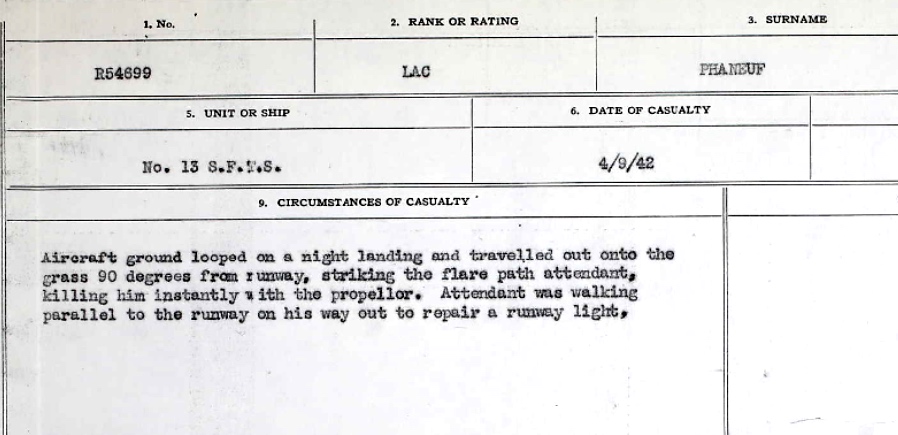 1. No.
2. RANK OR RATING
3. SURNAME
R54699
LAC
PHANEUF
5. UNIT OR SHIP
6. DATE OF CASUALTY
No. 13 S.F.T.S.
4/9/42
9. CIRCUMSTANCES OF CASUALTY
Aircraft ground looped on a night landing and travelled out onto the
grass 90 degrees from runway, striking the flare path attendant,
killing him instantly with the propellor. Attendant was walking
parallel to the runway on his way out to repair a runway light,